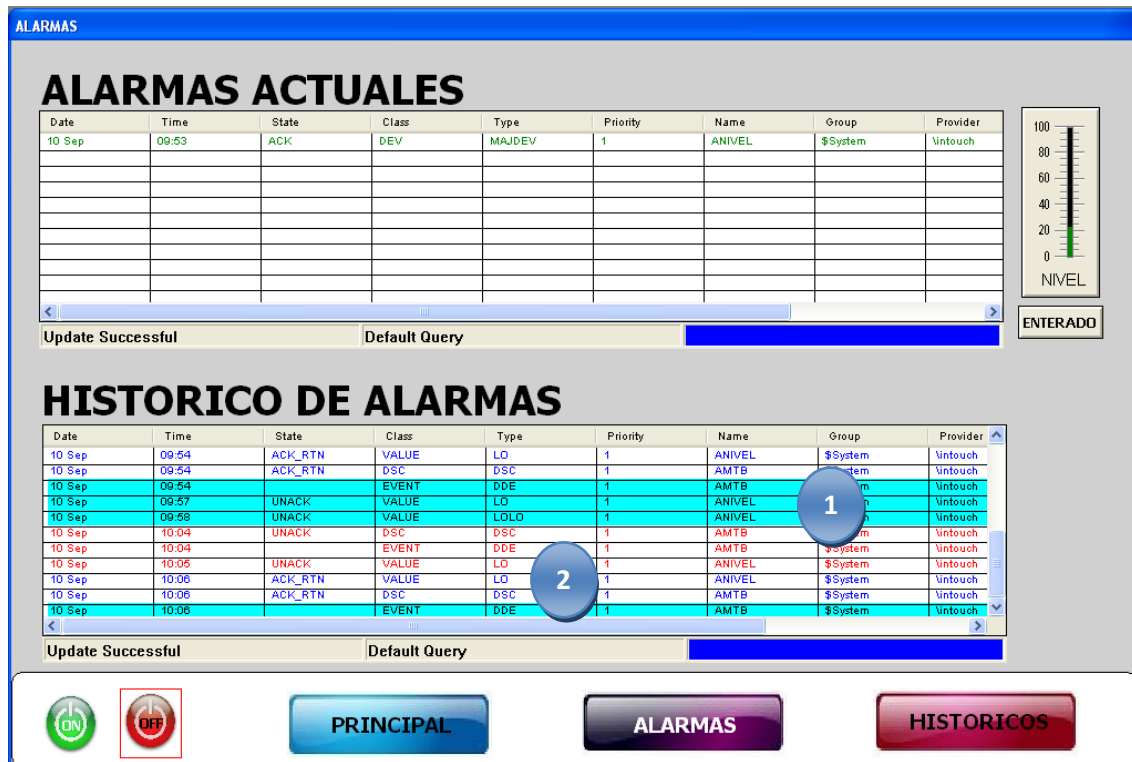 ALARMAS
ALARMAS ACTUALES
Date Time State Class Type Priority Name Group Provider
10 Sep 09:53 ACK DEV MAJDEV 1 ANIVEL $System \intouch
100
80
60
40
20
0
NIVEL
ENTERADO
Update Successful Default Query
HISTORICO DE ALARMAS
Date Time State Class Type Priority Name Group Provider
10 Sep 09:54 ACK_RTN VALUE LO 1 ANIVEL $System \intouch
10 Sep 09:54 ACK_RTN DSC DSC 1 AMTB $System \intouch
10 Sep 09:54 EVENT DDE 1 AMTB \intouch
10 Sep 09:57 UNACK VALUE LO 1 ANIVEL \intouch
10 Sep 09:58 UNACK VALUE LOLO 1 ANIVEL \intouch
10 Sep 10:04 UNACK DSC DSC 1 AMTB \intouch
10 Sep 10:04 EVENT DDE 1 AMTB $System \intouch
10 Sep 10:05 UNACK VALUE LO 1 ANIVEL $System \intouch
10 Sep 10:06 ACK_RTN VALUE LO 1 ANIVEL $System \intouch
10 Sep 10:06 ACK_RTN DSC DSC 1 AMTB $System \intouch
10 Sep 10:06 EVENT DDE 1 AMTB $System \intouch
1
2
Update Successful Default Query
ON OFF PRINCIPAL ALARMAS HISTORICOS